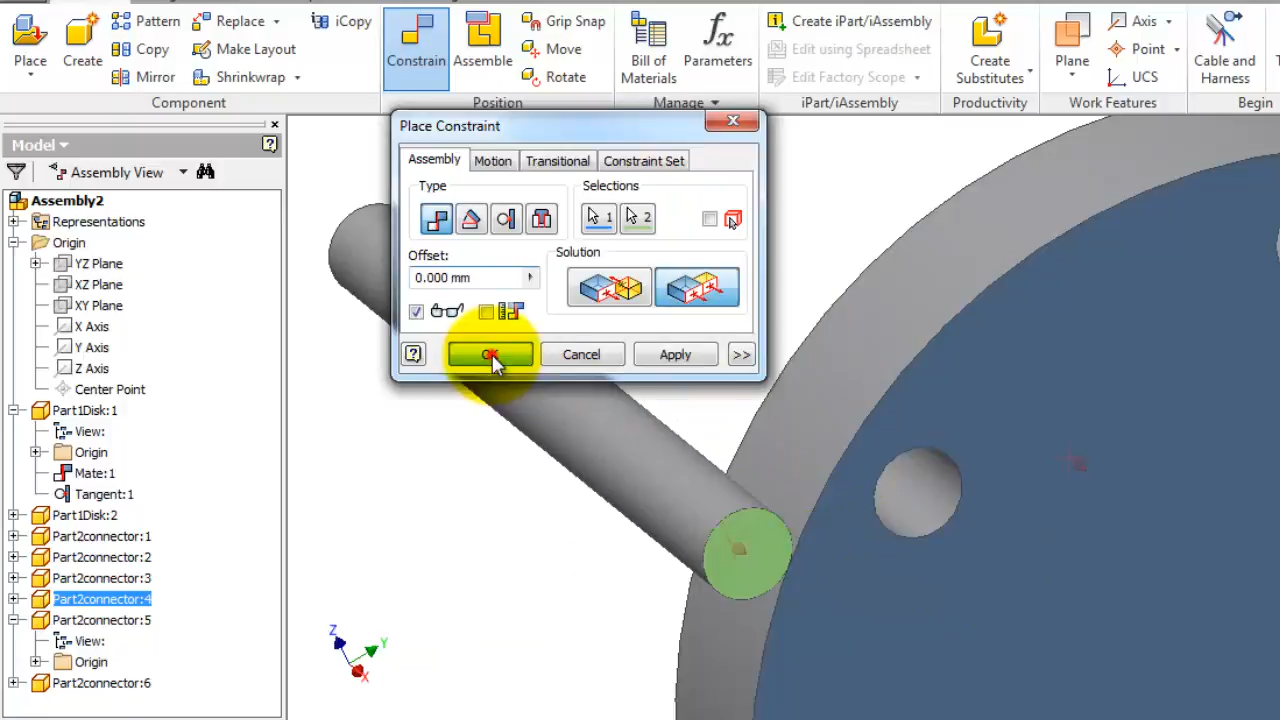 Pattern Replace iCopy Grip Snap Create iPart/iAssembly Axis
Copy Make Layout Move Edit using Spreadsheet Point
Place Create Constrain Assemble Bill of Materials Parameters Create Substitutes Plane Cable and Harness
Mirror Shrinkwrap Rotate Edit Factory Scope UCS
Component Position Manage iPart/iAssembly Productivity Work Features Begin
Place Constraint
Model
Assembly Motion Transitional Constraint Set
Assembly View
Type Selections
Assembly2
1 2
Representations
Origin
Offset: Solution
YZ Plane
0.000 mm
XZ Plane
XY Plane
X Axis
Y Axis
OK Cancel Apply >>
Z Axis
Center Point
Part1Disk:1
View:
Origin
Mate:1
Tangent:1
Part1Disk:2
Part2connector:1
Part2connector:2
Part2connector:3
Part2connector:4
Part2connector:5
View:
Origin
Part2connector:6
Z
Y
X